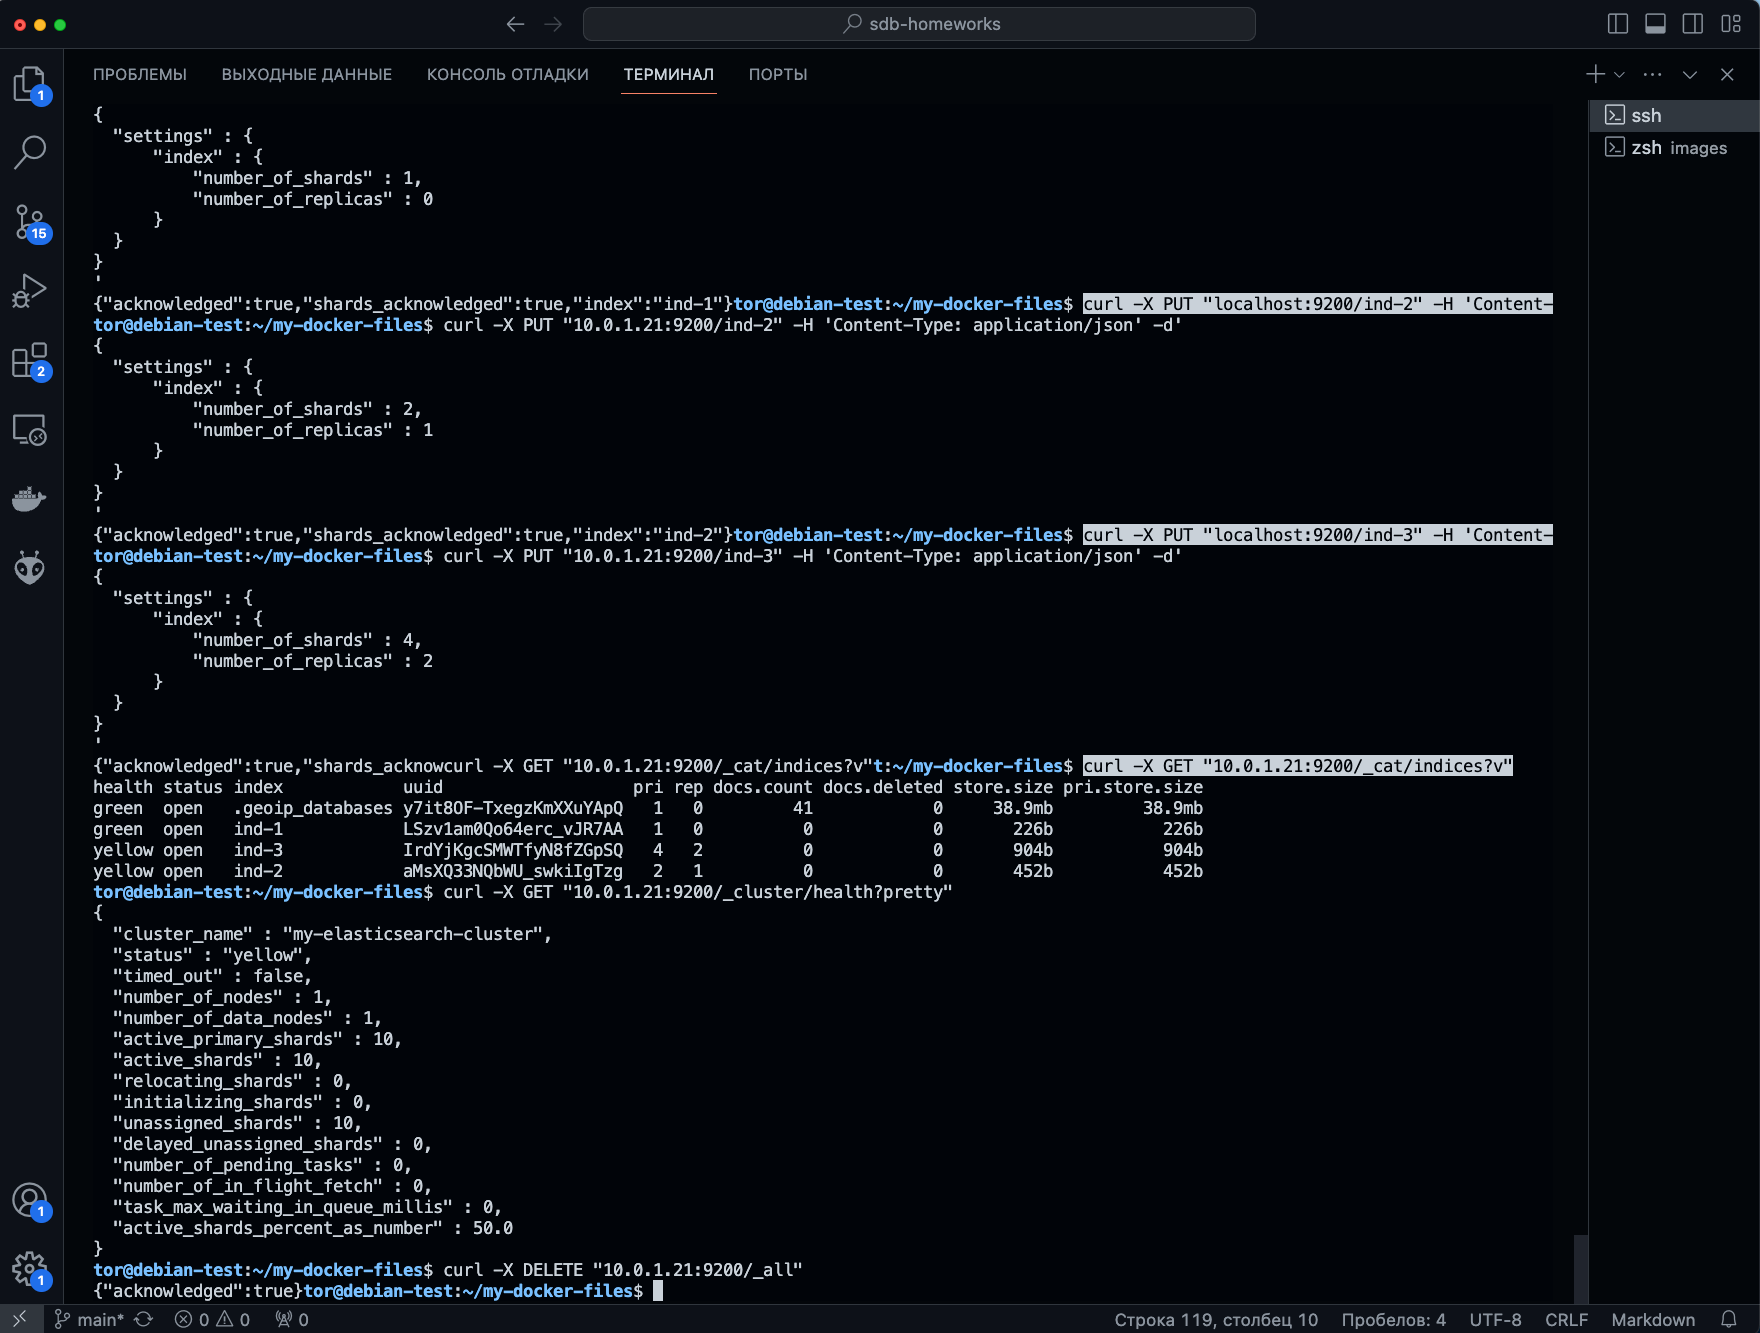 sdb-homeworks
ПРОБЛЕМЫ ВЫХОДНЫЕ ДАННЫЕ КОНСОЛЬ ОТЛАДКИ ТЕРМИНАЛ ПОРТЫ
1
15
2
1
1
{
  "settings" : {
      "index" : {
          "number_of_shards" : 1,
          "number_of_replicas" : 0
      }
  }
}
'
{"acknowledged":true,"shards_acknowledged":true,"index":"ind-1"}tor@debian-test:~/my-docker-files$ curl -X PUT "localhost:9200/ind-2" -H 'Content-
tor@debian-test:~/my-docker-files$ curl -X PUT "10.0.1.21:9200/ind-2" -H 'Content-Type: application/json' -d'
{
  "settings" : {
      "index" : {
          "number_of_shards" : 2,
          "number_of_replicas" : 1
      }
  }
}
'
{"acknowledged":true,"shards_acknowledged":true,"index":"ind-2"}tor@debian-test:~/my-docker-files$ curl -X PUT "localhost:9200/ind-3" -H 'Content-
tor@debian-test:~/my-docker-files$ curl -X PUT "10.0.1.21:9200/ind-3" -H 'Content-Type: application/json' -d'
{
  "settings" : {
      "index" : {
          "number_of_shards" : 4,
          "number_of_replicas" : 2
      }
  }
}
'
{"acknowledged":true,"shards_acknowcurl -X GET "10.0.1.21:9200/_cat/indices?v"t:~/my-docker-files$ curl -X GET "10.0.1.21:9200/_cat/indices?v"
health status index            uuid                   pri rep docs.count docs.deleted store.size pri.store.size
green  open   .geoip_databases y7it8OF-TxegzKmXXuYApQ   1   0         41            0     38.9mb         38.9mb
green  open   ind-1            LSzv1am0Qo64erc_vJR7AA   1   0          0            0       226b           226b
yellow open   ind-3            IrdYjKgcSMWTfyN8fZGpSQ   4   2          0            0       904b           904b
yellow open   ind-2            aMsXQ33NQbWU_swkiIgTzg   2   1          0            0       452b           452b
tor@debian-test:~/my-docker-files$ curl -X GET "10.0.1.21:9200/_cluster/health?pretty"
{
  "cluster_name" : "my-elasticsearch-cluster",
  "status" : "yellow",
  "timed_out" : false,
  "number_of_nodes" : 1,
  "number_of_data_nodes" : 1,
  "active_primary_shards" : 10,
  "active_shards" : 10,
  "relocating_shards" : 0,
  "initializing_shards" : 0,
  "unassigned_shards" : 10,
  "delayed_unassigned_shards" : 0,
  "number_of_pending_tasks" : 0,
  "number_of_in_flight_fetch" : 0,
  "task_max_waiting_in_queue_millis" : 0,
  "active_shards_percent_as_number" : 50.0
}
tor@debian-test:~/my-docker-files$ curl -X DELETE "10.0.1.21:9200/_all"
{"acknowledged":true}tor@debian-test:~/my-docker-files$
ssh
zsh images
main* 0 0 0 Строка 119, столбец 10 Пробелов: 4 UTF-8 CRLF Markdown